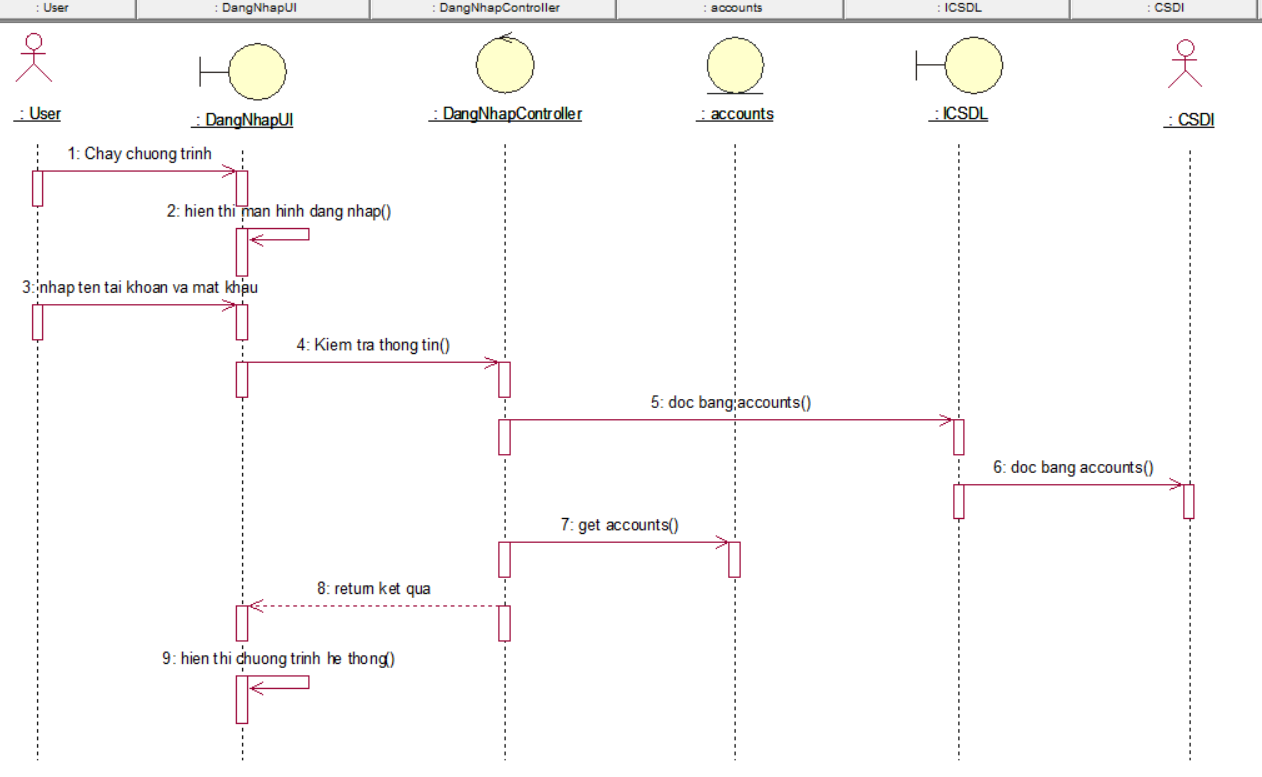 : User
: DangNhapUI
: DangNhapController
: accounts
: ICSDL
: CSDI
: User
: DangNhapUI
: DangNhapController
: accounts
: ICSDL
: CSDI
1: Chay chuong trinh
2: hien thi man hinh dang nhap()
3: nhap ten tai khoan va mat khau
4: Kiem tra thong tin()
5: doc bang accounts()
6: doc bang accounts()
7: get accounts()
8: return ket qua
9: hien thi chuong trinh he thong()